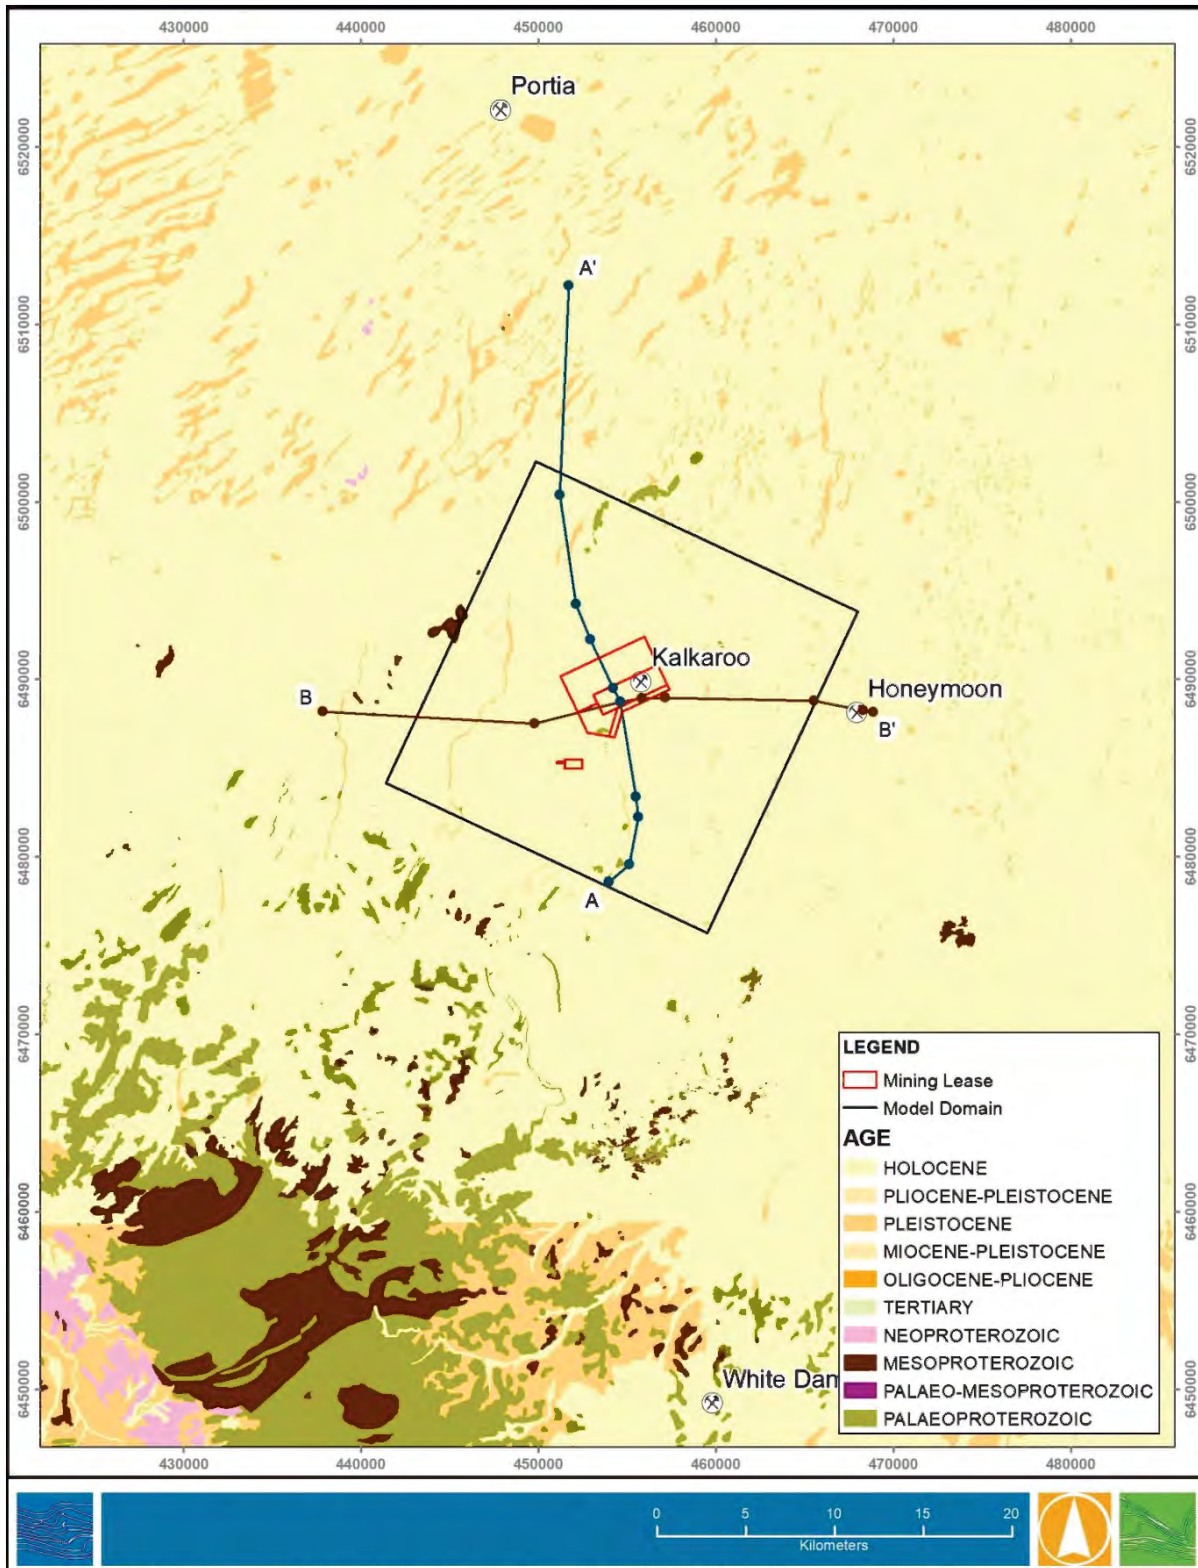 430000 440000 450000 460000 470000 480000
6520000 6520000
Portia
A'
6510000 6510000
6500000 6500000
Kalkaroo
6490000 6490000
B
Honeymoon
B'
6480000 6480000
A
6470000 6470000
LEGEND
Mining Lease
Model Domain
AGE
HOLOCENE
PLIOCENE-PLEISTOCENE
PLEISTOCENE
MIOCENE-PLEISTOCENE
OLIGOCENE-PLIOCENE
TERTIARY
NEOPROTEROZOIC
MESOPROTEROZOIC
PALAEO-MESOPROTEROZOIC
PALAEOPROTEROZOIC
6460000 6460000
White Dam
6450000 6450000
430000 440000 450000 460000 470000 480000
0 5 10 15 20
Kilometers